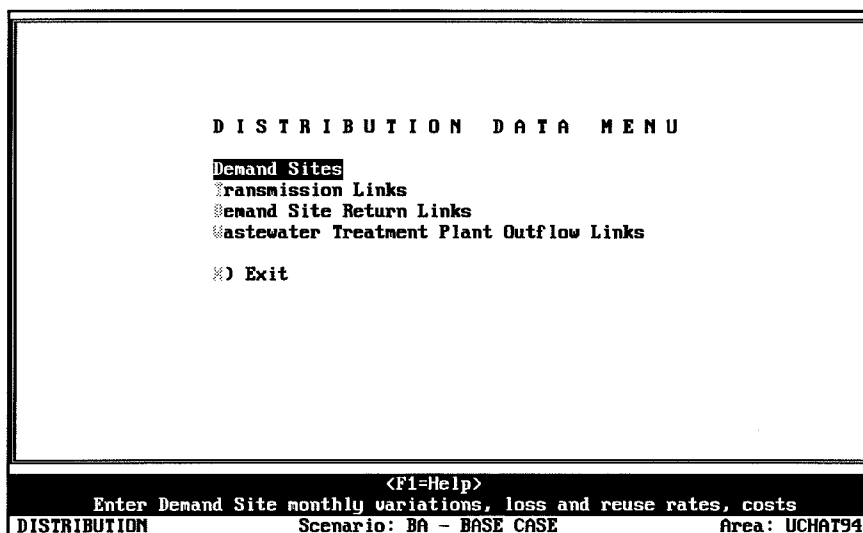 DISTRIBUTION DATA MENU
Demand Sites
Transmission Links
Demand Site Return Links
Wastewater Treatment Plant Outflow Links
X) Exit
<F1=Help>
Enter Demand Site monthly variations, loss and reuse rates, costs
DISTRIBUTION Scenario: BA - BASE CASE Area: UCHAT94